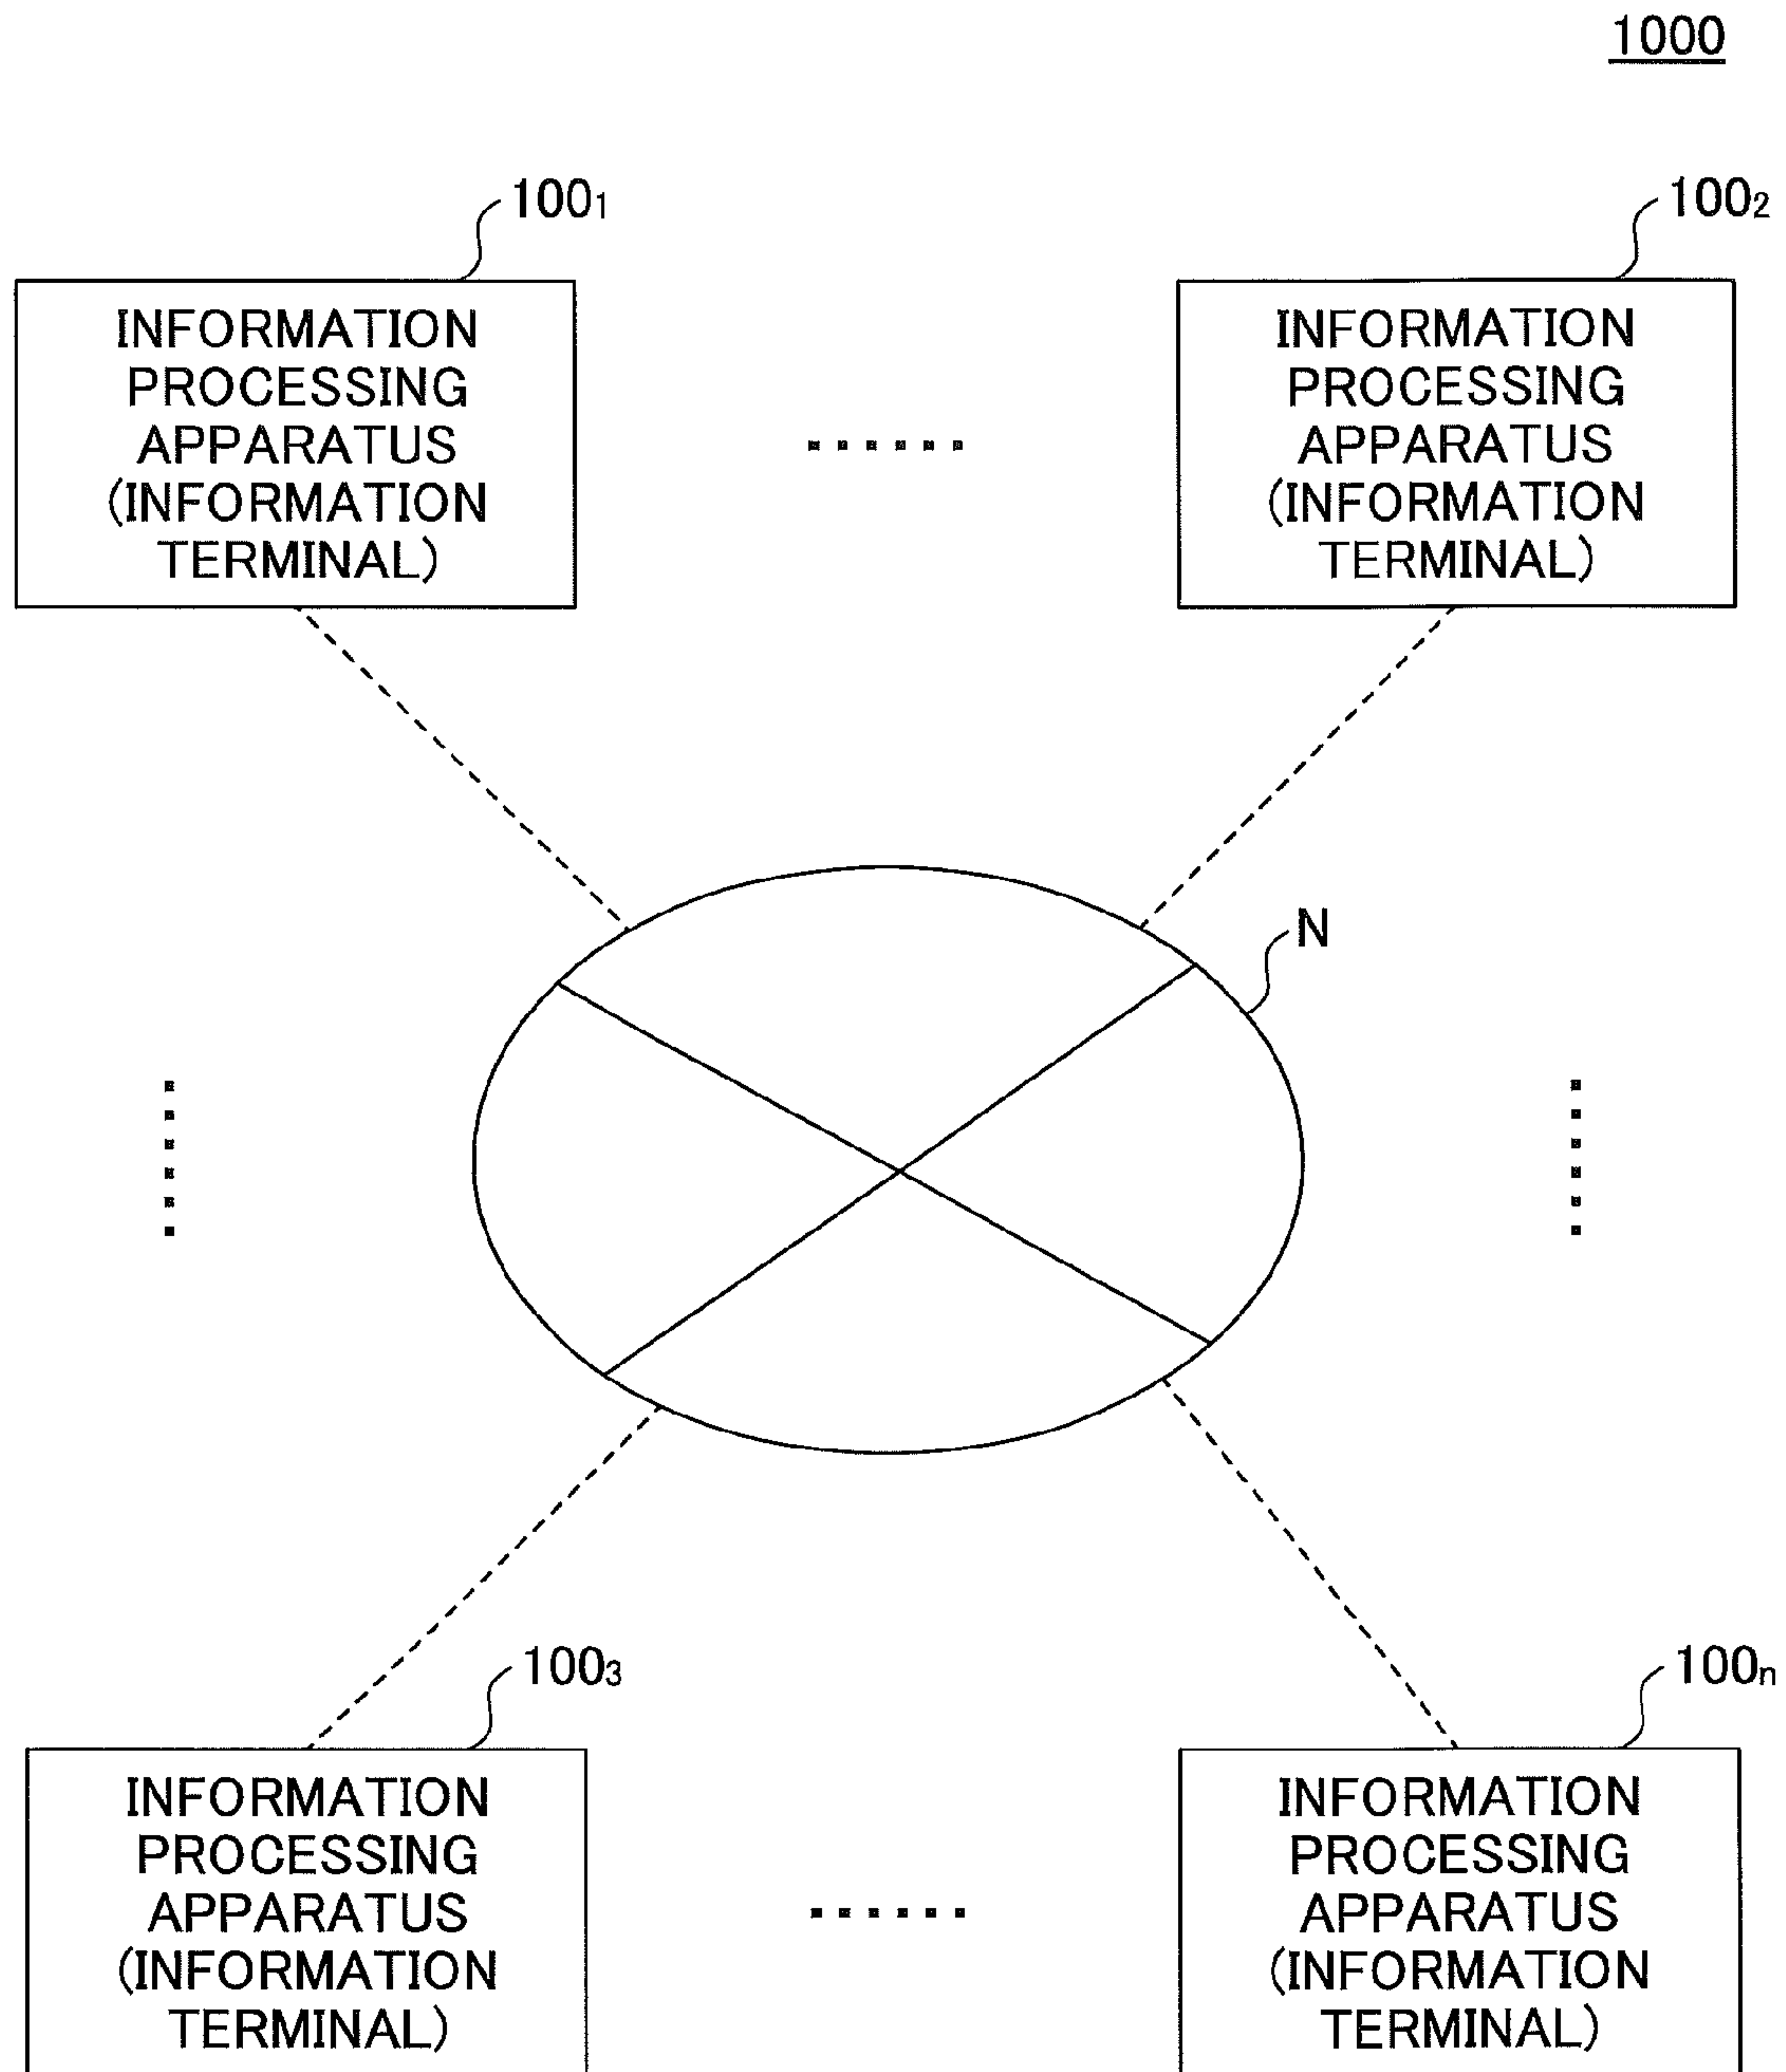 1000
100₁
100₂
INFORMATION
PROCESSING
APPARATUS
(INFORMATION
TERMINAL)
INFORMATION
PROCESSING
APPARATUS
(INFORMATION
TERMINAL)
N
100₃
100ₙ
INFORMATION
PROCESSING
APPARATUS
(INFORMATION
TERMINAL)
INFORMATION
PROCESSING
APPARATUS
(INFORMATION
TERMINAL)